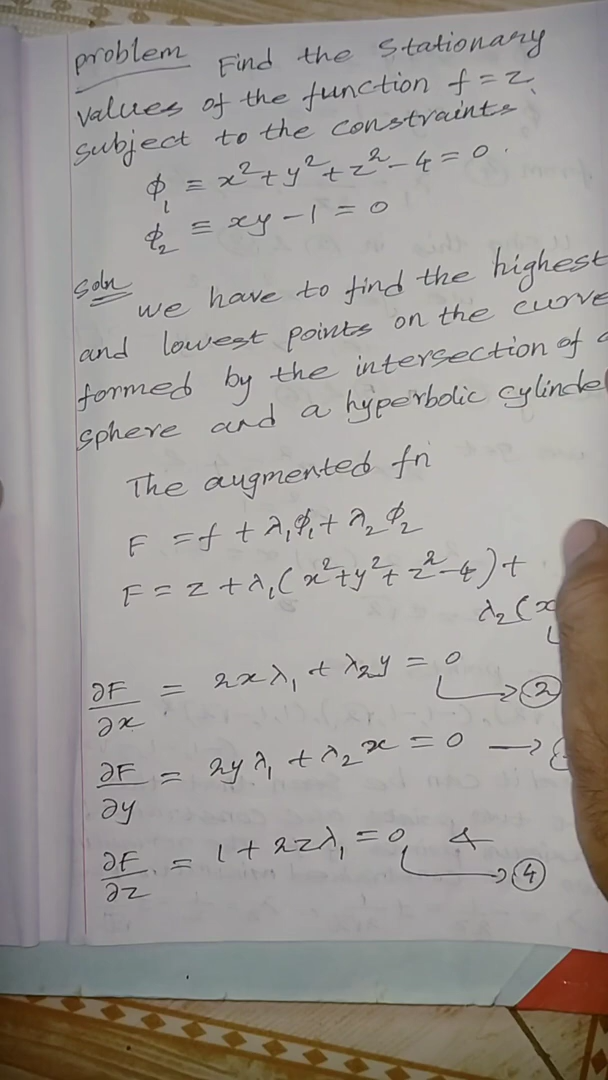 problem Find the stationary
values of the function f = z,
subject to the constraints
ϕ₁ ≡ x² + y² + z² - 4 = 0.
ϕ₂ ≡ xy - 1 = 0
Soln
we have to find the highest
and lowest points on the curve
formed by the intersection of
sphere and a hyperbolic cylinde
The augmented fn
F = f + λ₁ϕ₁ + λ₂ϕ₂
F = z + λ₁(x² + y² + z² - 4) +
λ₂(x
∂F/∂x = 2xλ₁ + λ₂y = 0 → ②
∂F/∂y = 2yλ₁ + λ₂x = 0 →
∂F/∂z = 1 + 2zλ₁ = 0 → ④